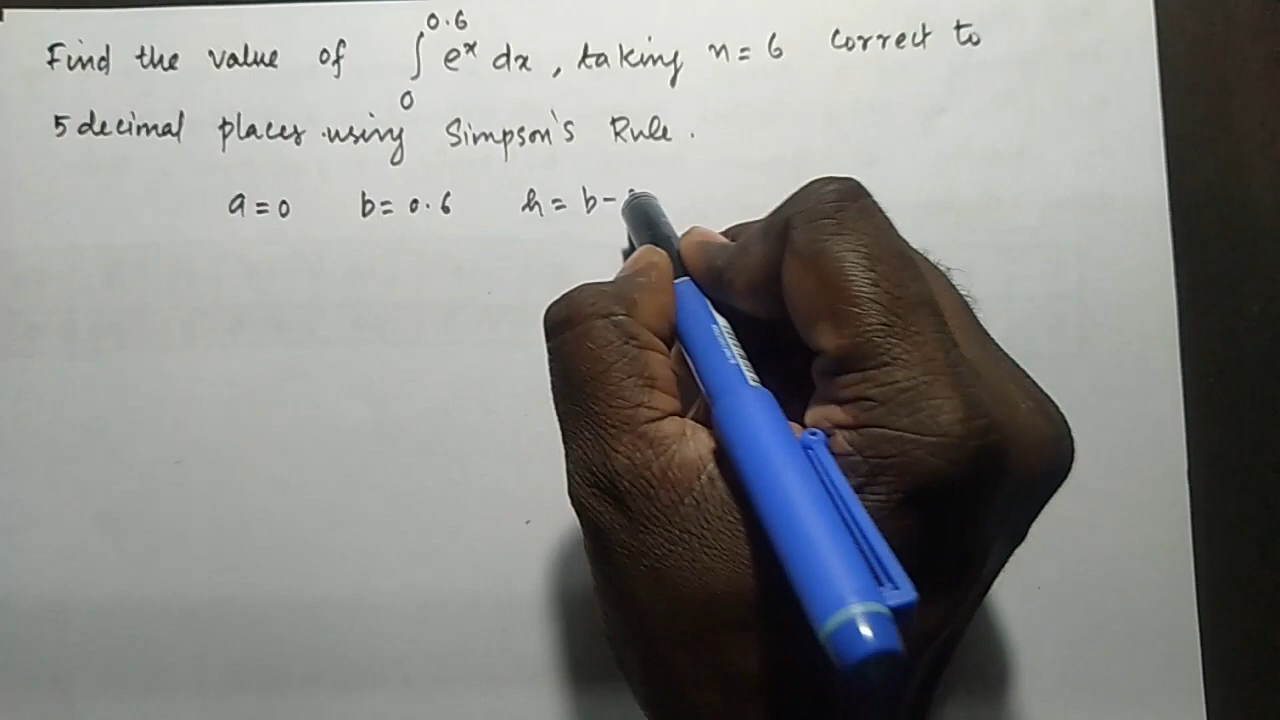 Find the value of ∫₀^0.6 eˣ dx, taking n = 6 correct to
5 decimal places using Simpson's Rule.
a = 0 b = 0.6 h = b -